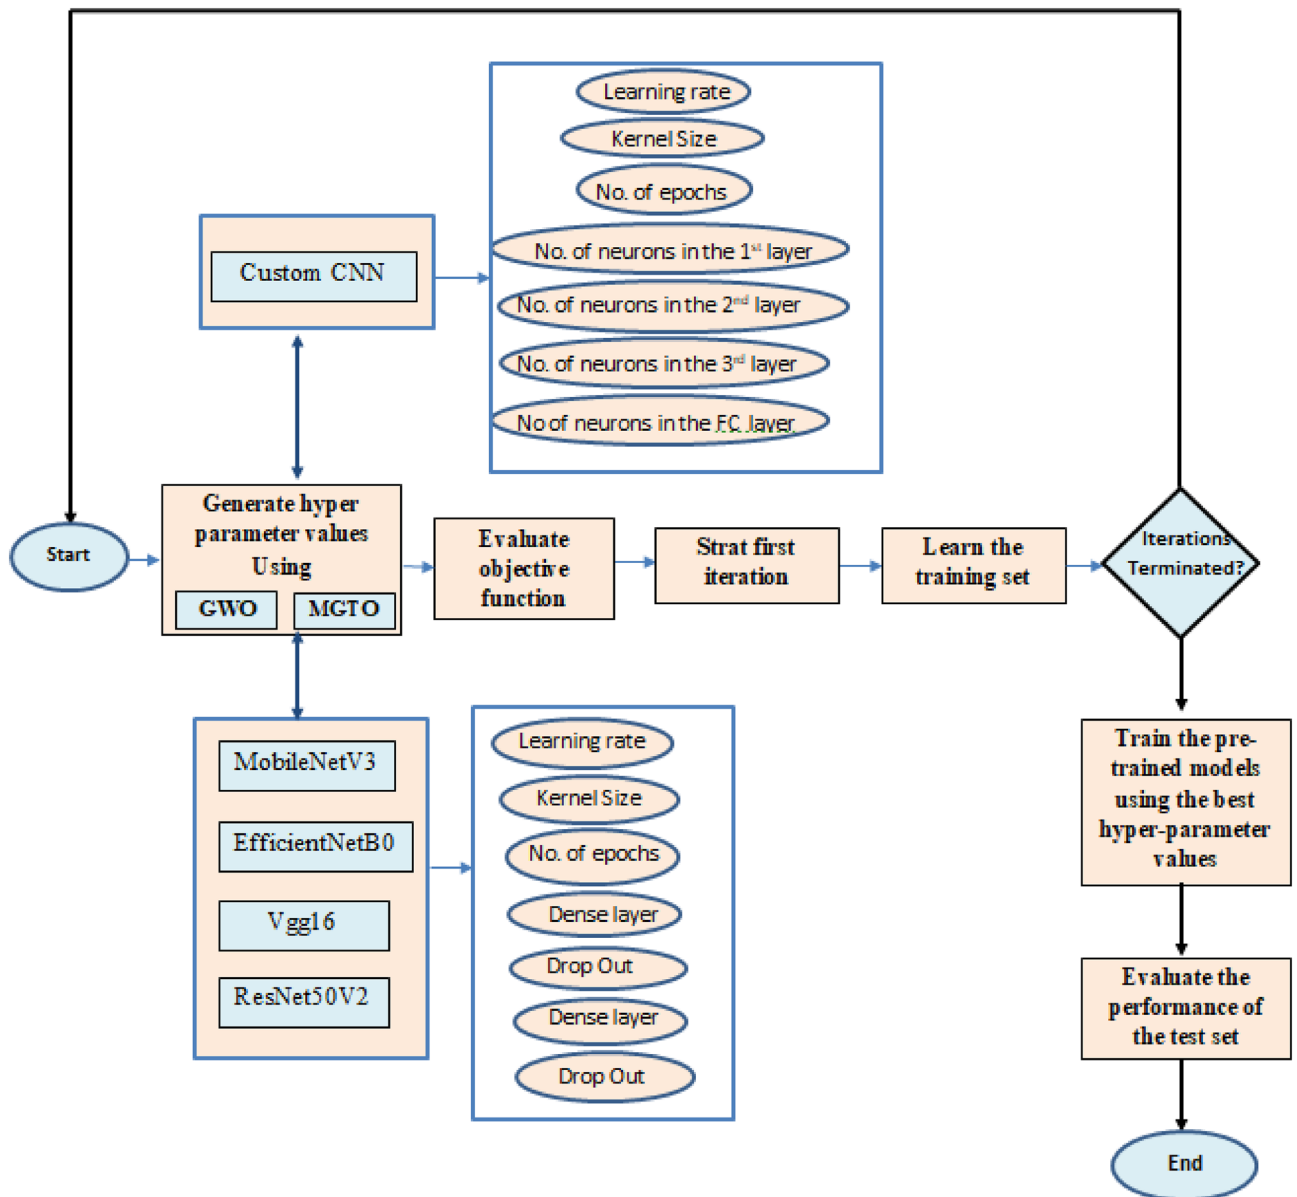 Learning rate
Kernel Size
No. of epochs
No. of neurons in the 1st layer
No. of neurons in the 2nd layer
No. of neurons in the 3rd layer
No of neurons in the FC layer
Custom CNN
Start
Generate hyper
parameter values
Using
GWO
MGTO
Evaluate
objective
function
Strat first
iteration
Learn the
training set
Iterations
Terminated?
MobileNetV3
EfficientNetB0
Vgg16
ResNet50V2
Learning rate
Kernel Size
No. of epochs
Dense layer
Drop Out
Dense layer
Drop Out
Train the pre-
trained models
using the best
hyper-parameter
values
Evaluate the
performance of
the test set
End